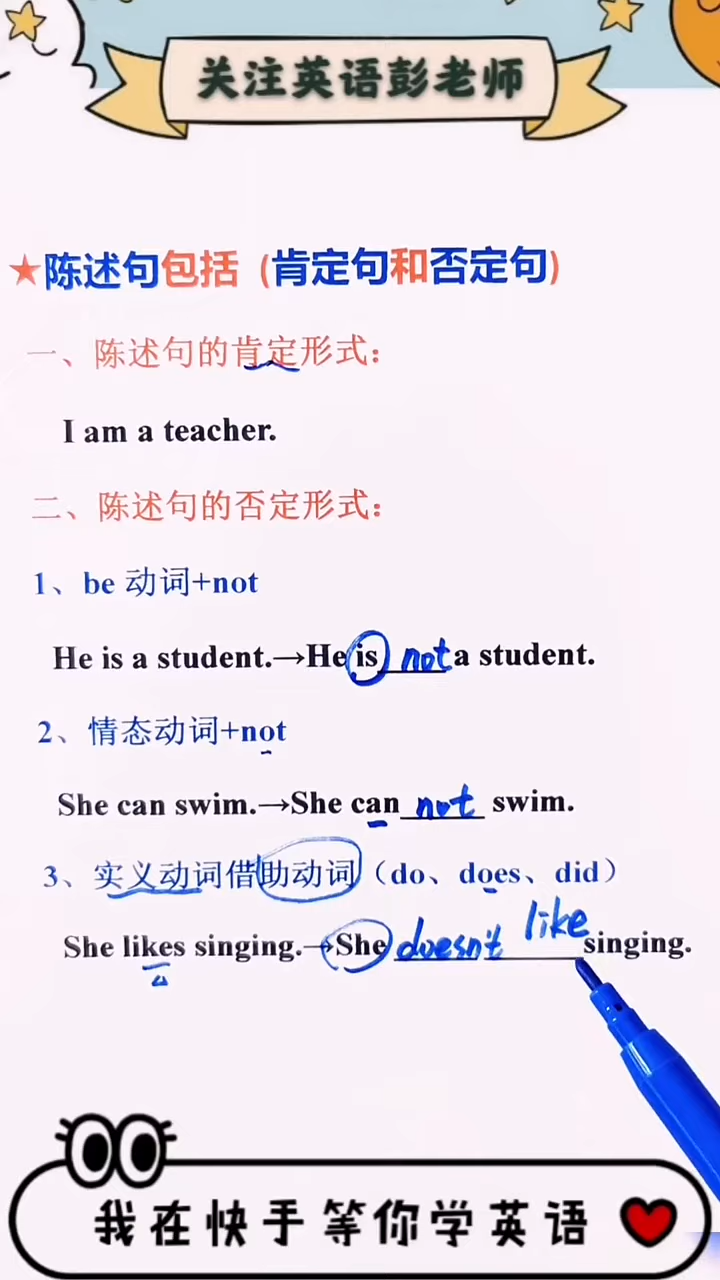 关注英语彭老师
★陈述句包括（肯定句和否定句）
一、陈述句的肯定形式：
I am a teacher.
二、陈述句的否定形式：
1、be 动词+not
He is a student.→He is not a student.
2、情态动词+not
She can swim.→She can not swim.
3、实义动词借助动词（do、does、did）
She likes singing.→She doesn't like singing.
我在快手等你学英语